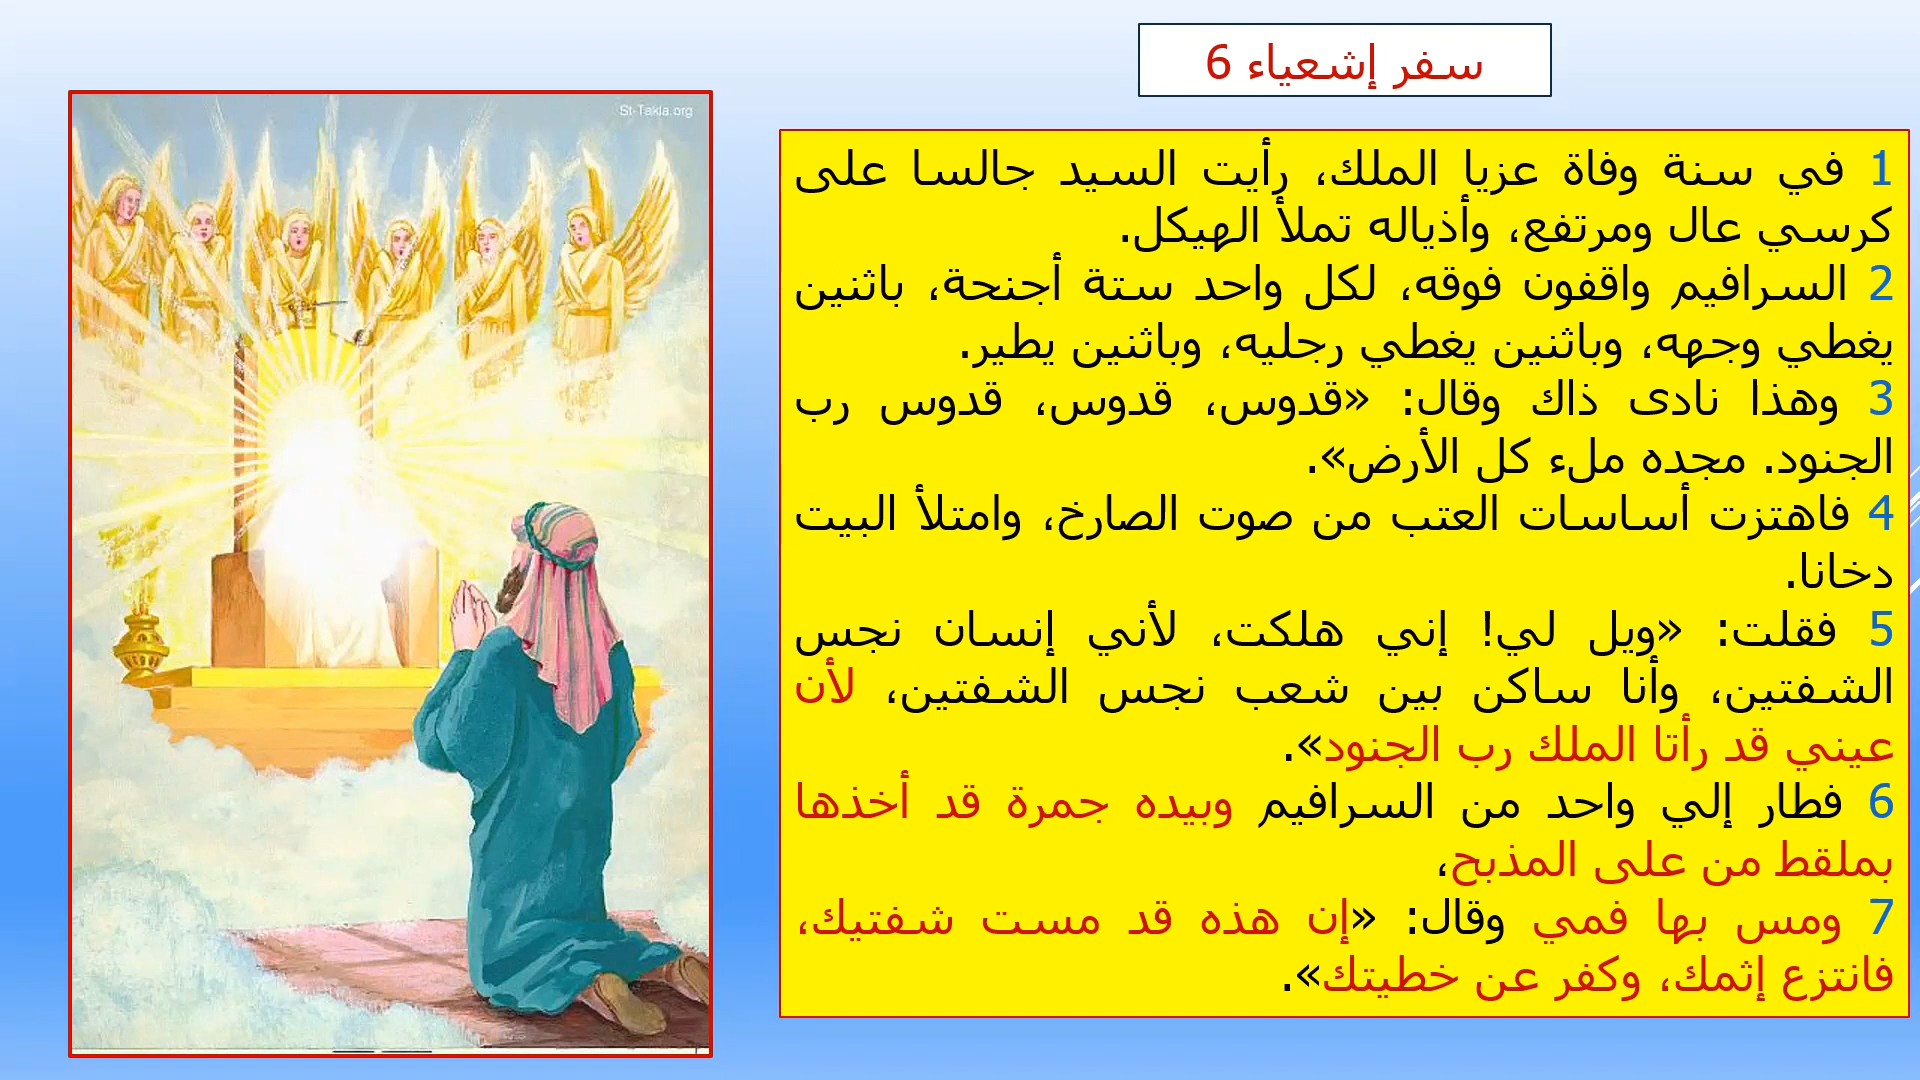 سفر إشعياء 6
St-Takla.org
1 في سنة وفاة عزيا الملك، رأيت السيد جالسا على
كرسي عال ومرتفع، وأذياله تملأ الهيكل.
2 السرافيم واقفون فوقه، لكل واحد ستة أجنحة، باثنين
يغطي وجهه، وباثنين يغطي رجليه، وباثنين يطير.
3 وهذا نادى ذاك وقال: «قدوس، قدوس، قدوس رب
الجنود. مجده ملء كل الأرض».
4 فاهتزت أساسات العتب من صوت الصارخ، وامتلأ البيت
دخانا.
5 فقلت: «ويل لي! إني هلكت، لأني إنسان نجس
الشفتين، وأنا ساكن بين شعب نجس الشفتين، لأن
عيني قد رأتا الملك رب الجنود».
6 فطار إلي واحد من السرافيم وبيده جمرة قد أخذها
بملقط من على المذبح،
7 ومس بها فمي وقال: «إن هذه قد مست شفتيك،
فانتزع إثمك، وكفر عن خطيتك».